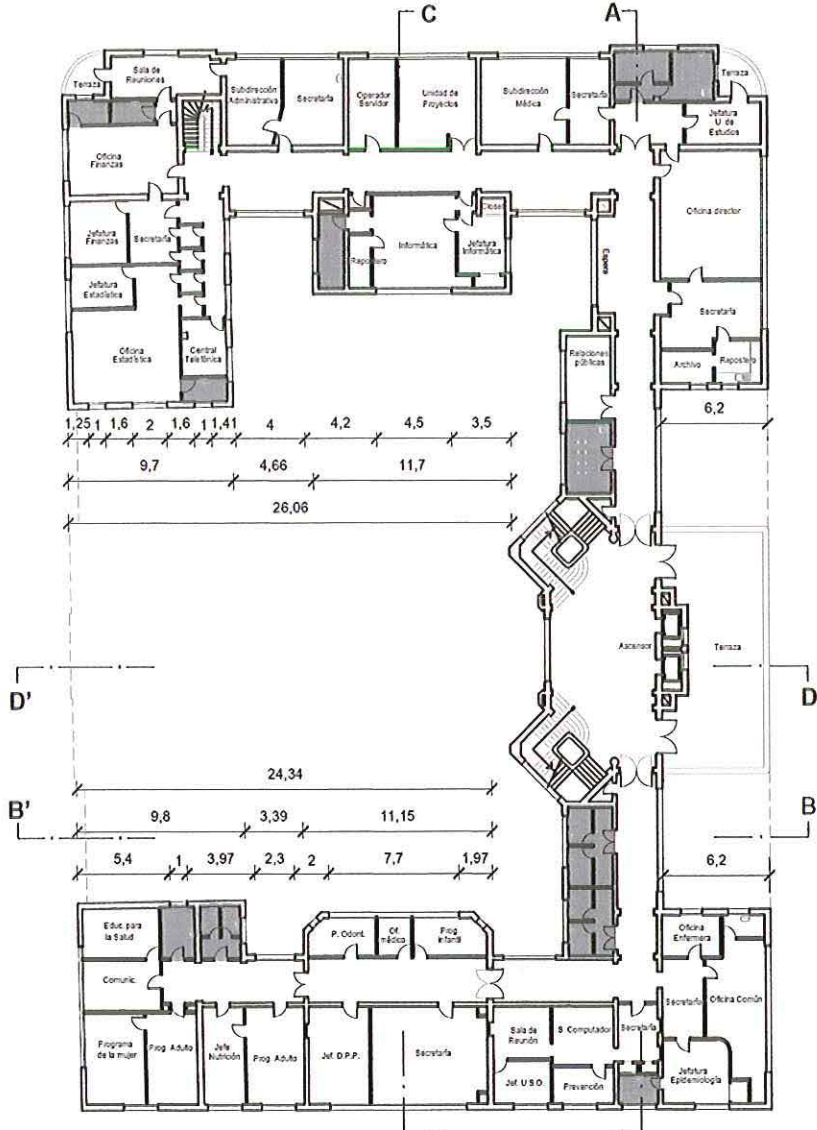 C
A
Terraza
Sala de
Reuniones
Subdirección
Administrativa
Secretaría
Operador
Servidor
Unidad de
Proyectos
Subdirección
Médica
Secretaría
Terraza
Jefatura
U. de
Estudios
Oficina
Finanzas
Oficina director
Jefatura
Finanzas
Secretaría
Closet
Informática
Jefatura
Informática
Repostero
Espera
Jefatura
Estadística
Secretaría
Oficina
Estadística
Central
Telefónica
Relaciones
públicas
Archivo
Repostero
1,25 1 1,6 2 1,6 1 1,41 4 4,2 4,5 3,5
6,2
9,7 4,66 11,7
26,06
Ascensor
Terraza
D'
D
24,34
B'
9,8 3,39 11,15
B
5,4 1 3,97 2,3 2 7,7 1,97
6,2
Educ. para
la Salud
P. Odont.
Of.
médica
Prog.
Infantil
Oficina
Enfermera
Comunic.
Secretaría
Oficina Común
Programa
de la mujer
Prog. Adulto
Jefe
Nutrición
Prog. Adulto
Jef. D.P.P.
Secretaría
Sala de
Reunión
S. Computador
Secretaría
Jef. U.S.O.
Prevención
Jefatura
Epidemiología